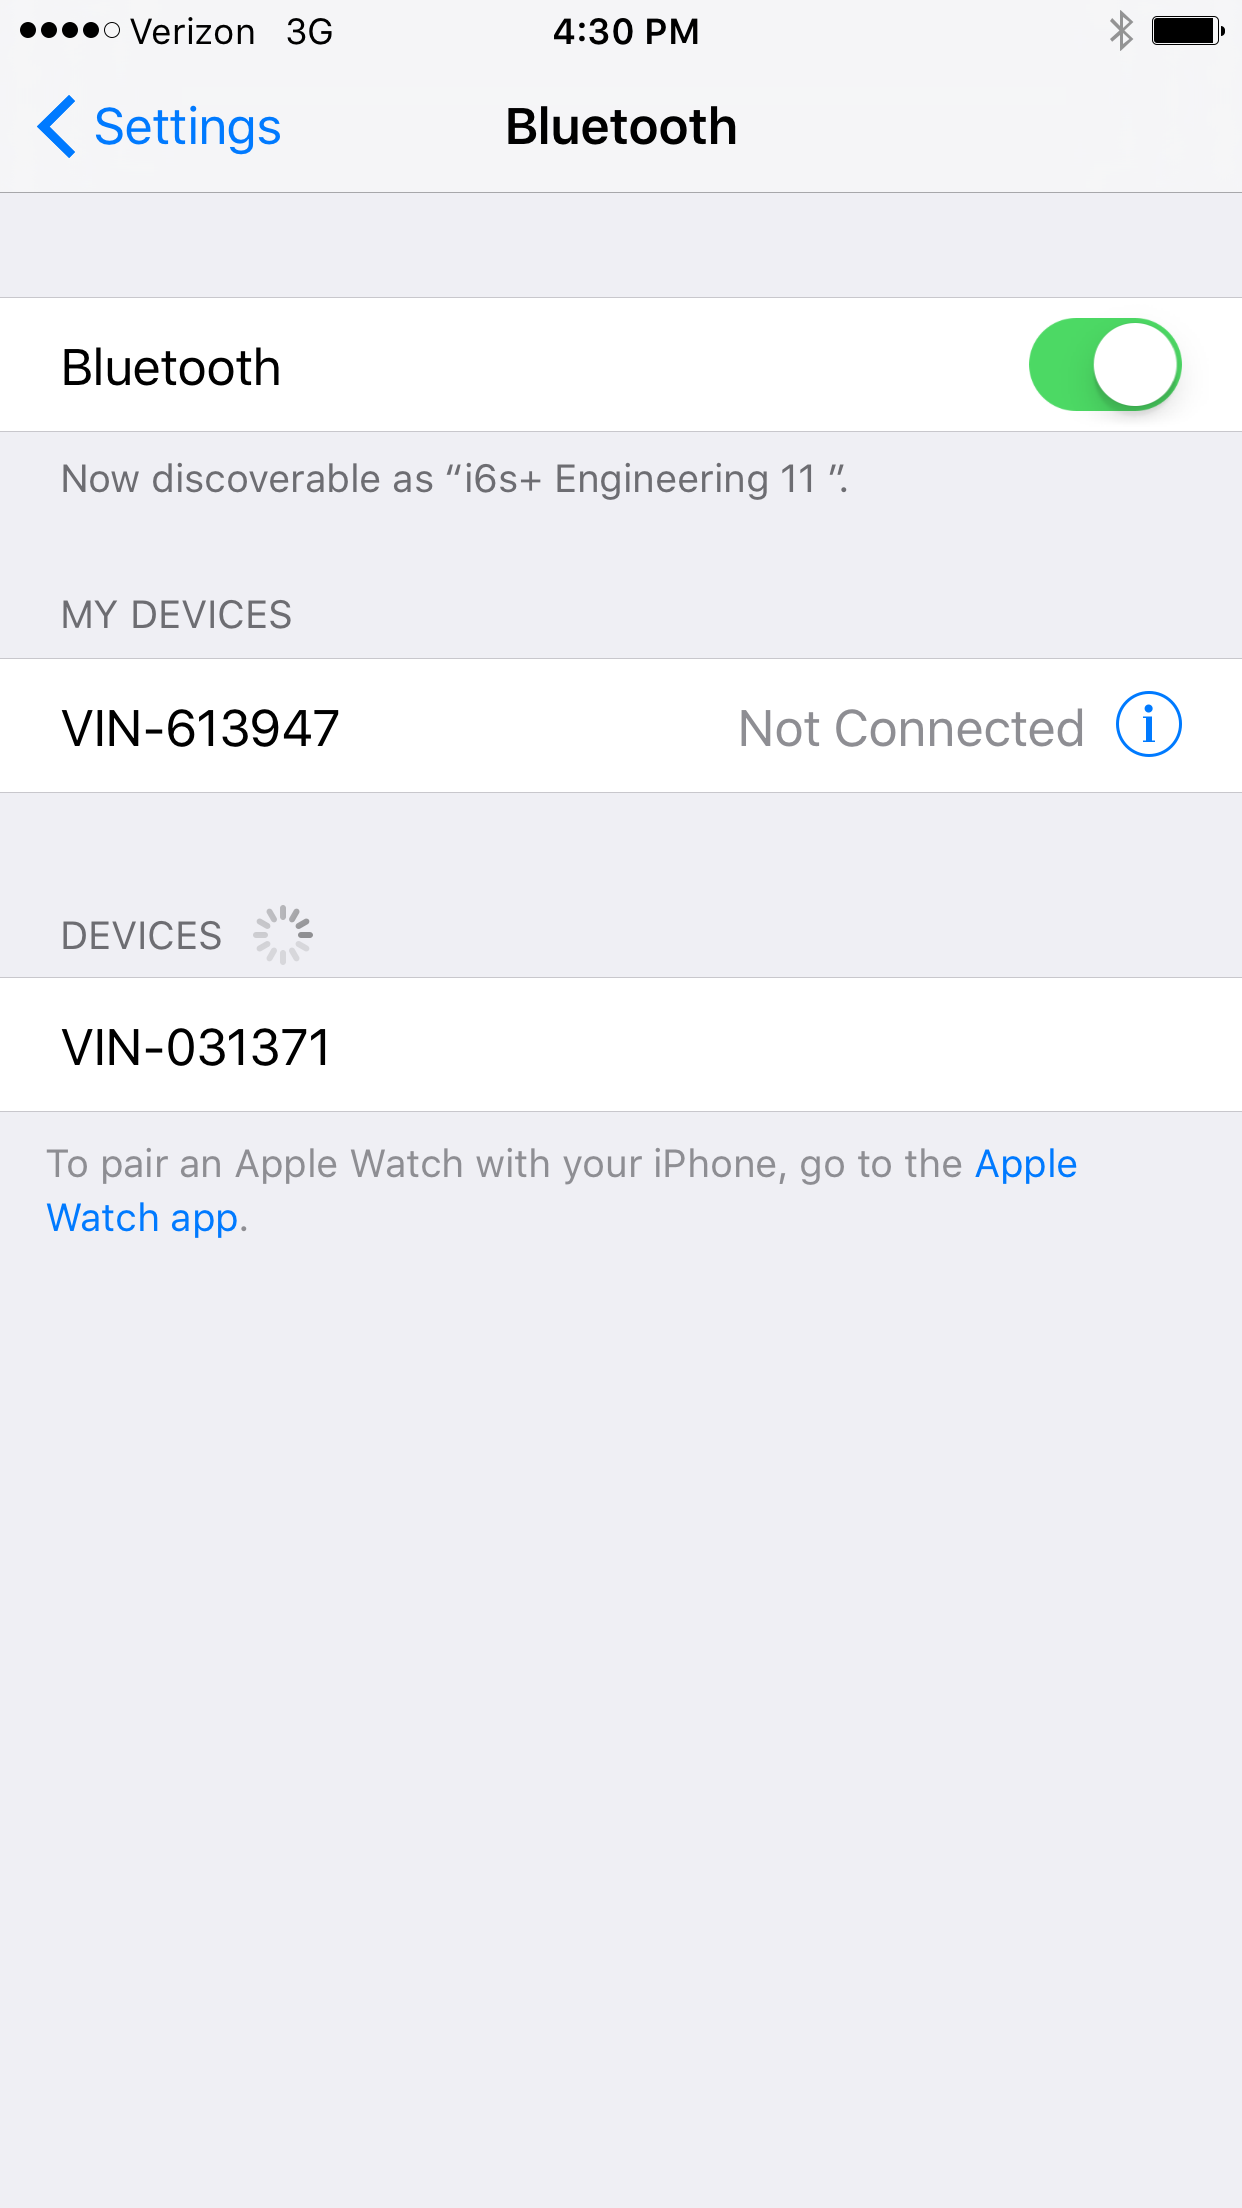 Verizon 3G 4:30 PM
Settings Bluetooth
Bluetooth
Now discoverable as “i6s+ Engineering 11 ”.
MY DEVICES
VIN-613947 Not Connected i
DEVICES
VIN-031371
To pair an Apple Watch with your iPhone, go to the Apple
Watch app.